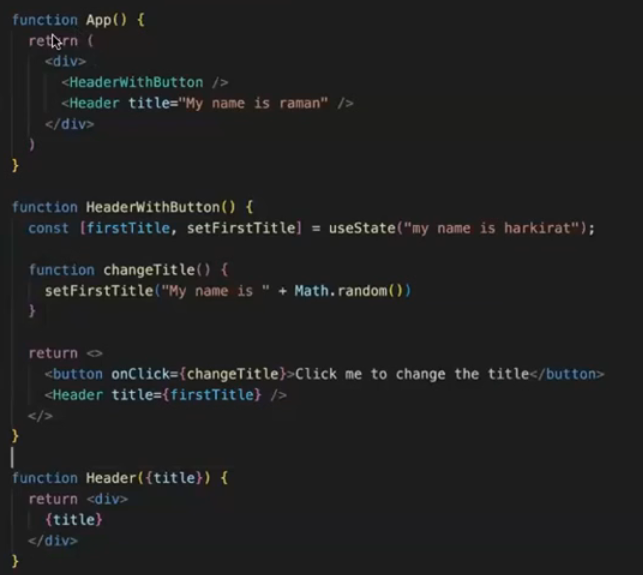 function App() {
return (
<div>
<HeaderWithButton />
<Header title="My name is raman" />
</div>
)
}
function HeaderWithButton() {
const [firstTitle, setFirstTitle] = useState("my name is harkirat");
function changeTitle() {
setFirstTitle("My name is " + Math.random())
}
return <>
<button onClick={changeTitle}>Click me to change the title</button>
<Header title={firstTitle} />
</>
}
function Header({title}) {
return <div>
{title}
</div>
}